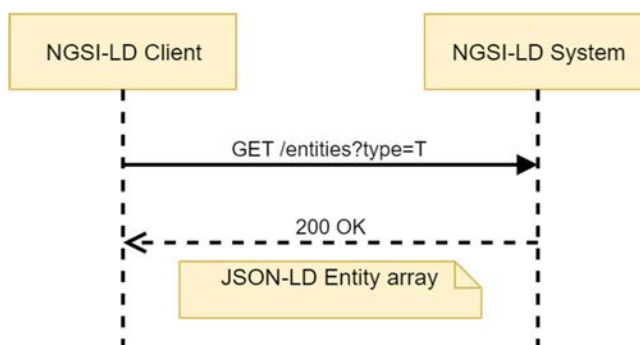 NGSI-LD Client
NGSI-LD System
GET /entities?type=T
200 OK
JSON-LD Entity array